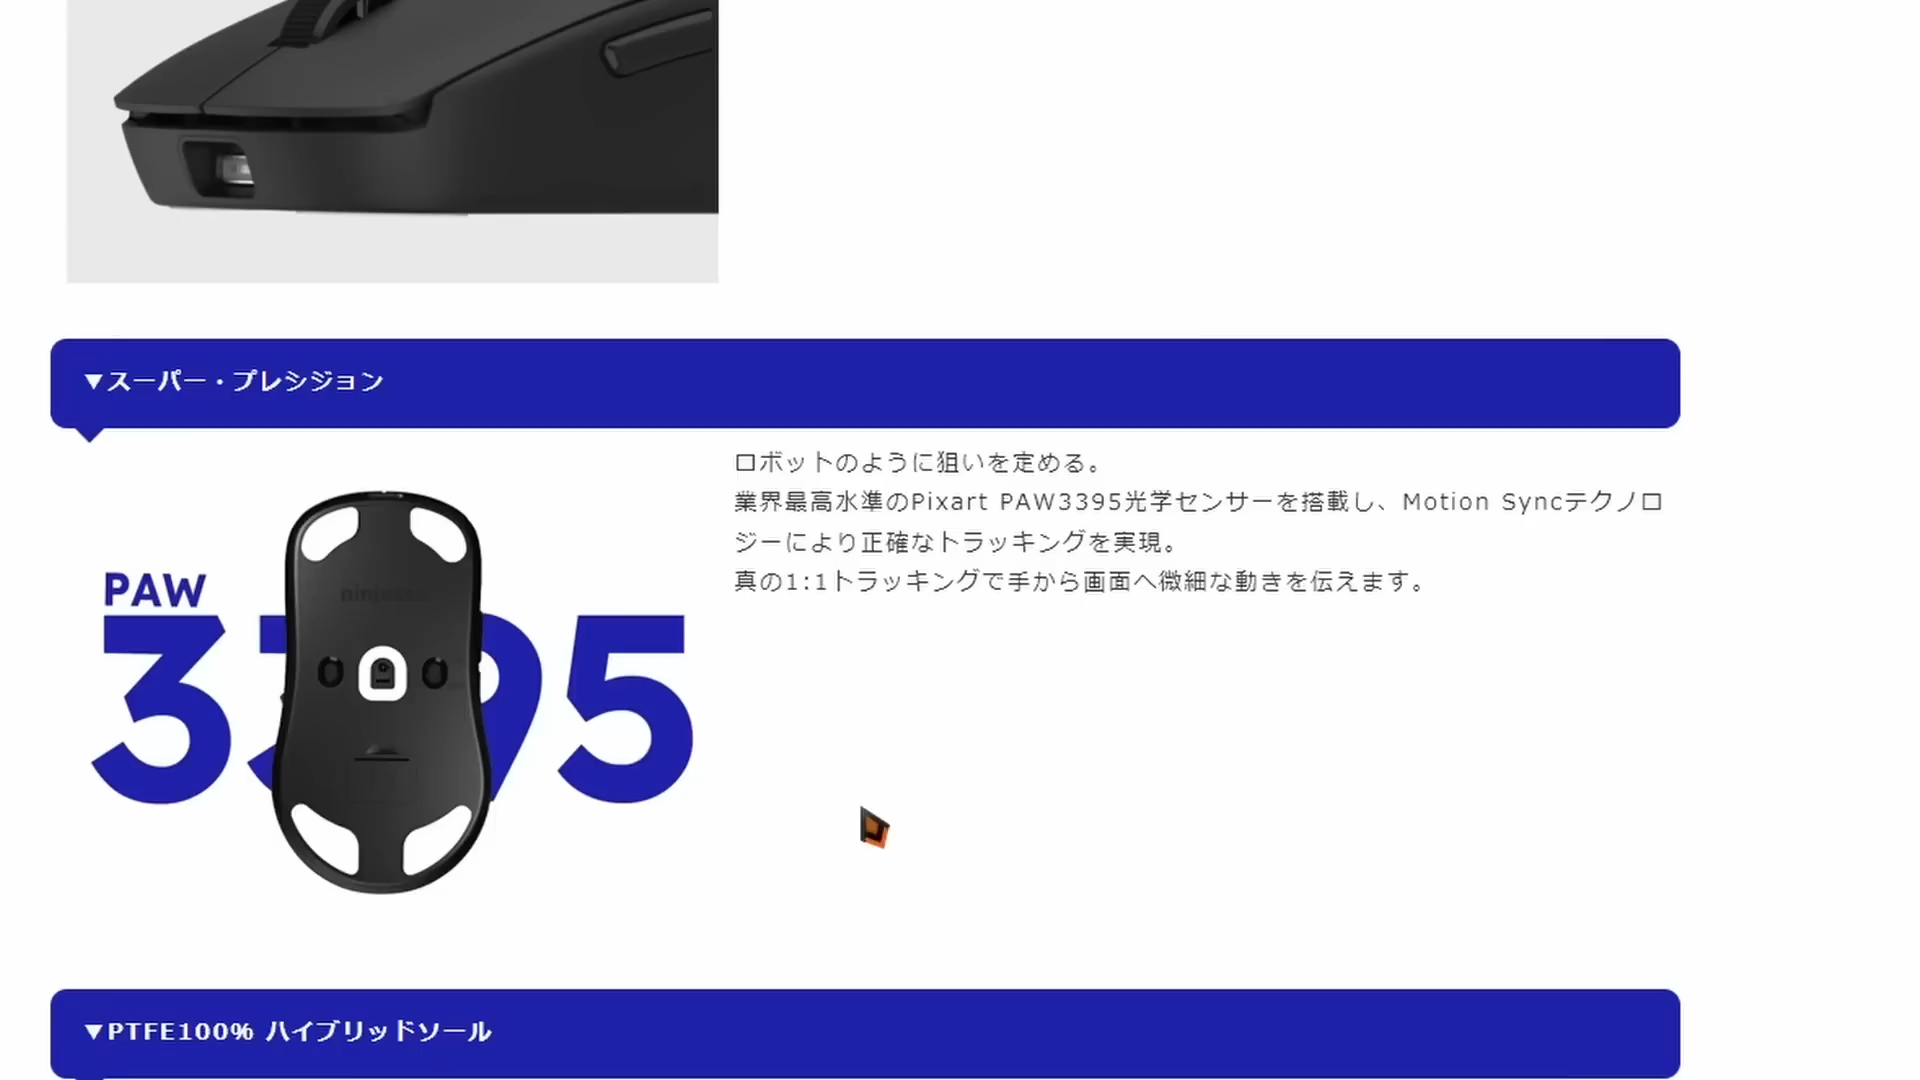 ▼スーパー・プレシジョン
ロボットのように狙いを定める。
業界最高水準のPixart PAW3395光学センサーを搭載し、Motion Syncテクノロ
ジーにより正確なトラッキングを実現。
真の1:1トラッキングで手から画面へ微細な動きを伝えます。
PAW
3395
▼PTFE100% ハイブリッドソール